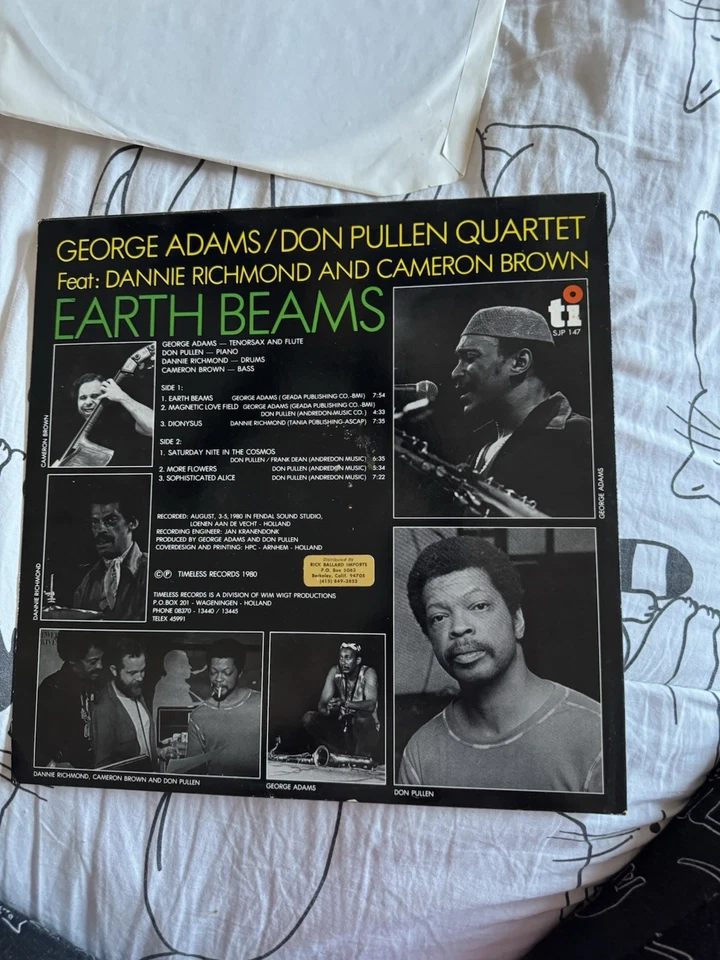 GEORGE ADAMS/DON PULLEN QUARTET
Feat: DANNIE RICHMOND AND CAMERON BROWN
EARTH BEAMS
ti
SJP 147
GEORGE ADAMS — TENORSAX AND FLUTE
DON PULLEN — PIANO
DANNIE RICHMOND — DRUMS
CAMERON BROWN — BASS
SIDE 1:
1. EARTH BEAMS GEORGE ADAMS (GEADA PUBLISHING CO.-BMI) 7:54
2. MAGNETIC LOVE FIELD GEORGE ADAMS (GEADA PUBLISHING CO.-BMI)
DON PULLEN (ANDREDON-MUSIC CO.) 4:33
3. DIONYSUS DANNIE RICHMOND (TANIA PUBLISHING-ASCAP) 7:35
SIDE 2:
1. SATURDAY NITE IN THE COSMOS
DON PULLEN / FRANK DEAN (ANDREDON MUSIC) 6:35
2. MORE FLOWERS DON PULLEN (ANDREDON MUSIC) 5:34
3. SOPHISTICATED ALICE DON PULLEN (ANDREDON MUSIC) 7:22
RECORDED: AUGUST, 3-5, 1980 IN FENDAL SOUND STUDIO,
LOENEN AAN DE VECHT - HOLLAND
RECORDING ENGINEER: JAN KRANENDONK
PRODUCED BY GEORGE ADAMS AND DON PULLEN
COVERDESIGN AND PRINTING: HPC - ARNHEM - HOLLAND
©℗ TIMELESS RECORDS 1980
Distributed by
RICK BALLARD IMPORTS
P.O. Box 5063
Berkeley, Calif. 94705
(415) 849-3855
TIMELESS RECORDS IS A DIVISION OF WIM WIGT PRODUCTIONS
P.O.BOX 201 - WAGENINGEN - HOLLAND
PHONE 08370 - 13440 / 13445
TELEX 45991
CAMERON BROWN
DANNIE RICHMOND
GEORGE ADAMS
DANNIE RICHMOND, CAMERON BROWN AND DON PULLEN
GEORGE ADAMS
DON PULLEN